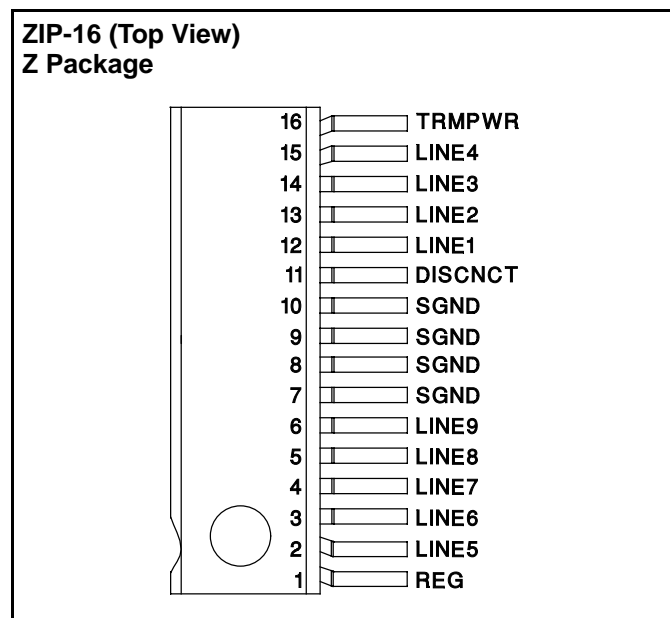 ZIP-16 (Top View)
Z Package
16 TRMPWR
15 LINE4
14 LINE3
13 LINE2
12 LINE1
11 DISCNCT
10 SGND
9 SGND
8 SGND
7 SGND
6 LINE9
5 LINE8
4 LINE7
3 LINE6
2 LINE5
1 REG